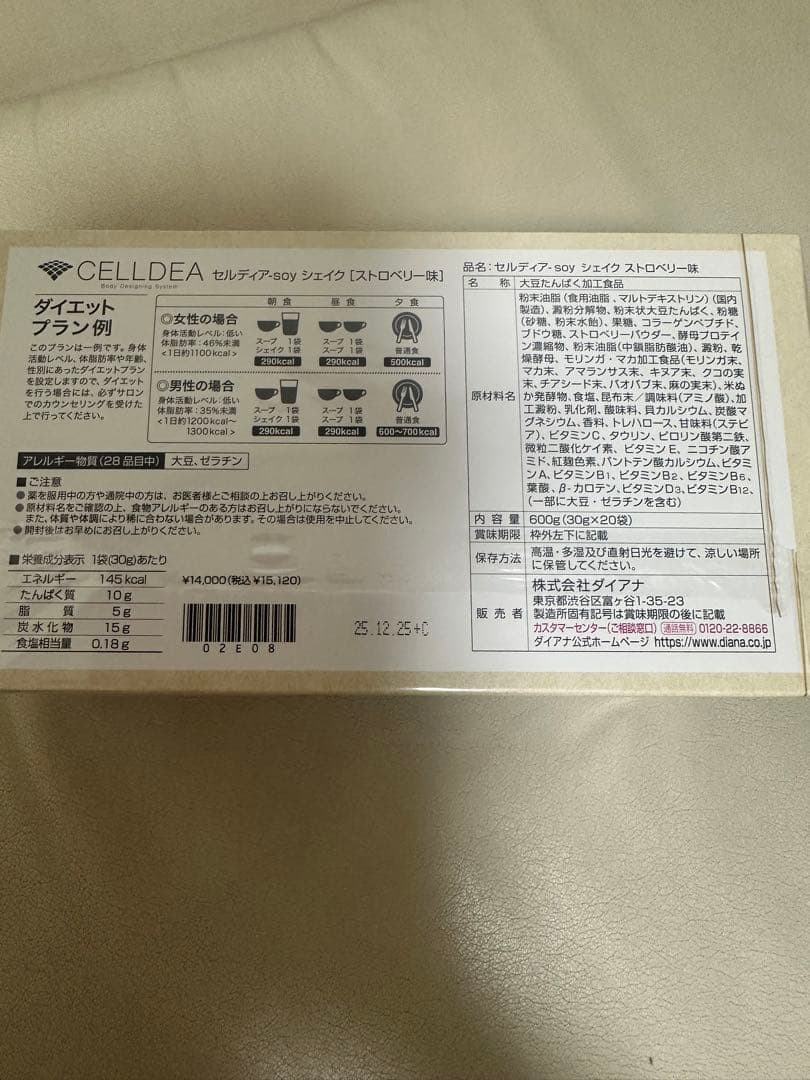 CELLDEA セルディア-soy シェイク [ストロベリー味]
Body Designing System
ダイエット
プラン例
このプランは一例です。身体
活動レベル、体脂肪率や年齢、
性別にあったダイエットプラン
を設定しますので、ダイエット
を行う場合には、必ずサロン
でのカウンセリングを受けた
上で行ってください。
朝食 昼食 夕食
◎女性の場合
身体活動レベル:低い
体脂肪率:46%未満
<1日約1100kcal>
スープ 1袋
シェイク 1袋
290kcal
スープ 1袋
スープ 1袋
290kcal
普通食
500kcal
◎男性の場合
身体活動レベル:低い
体脂肪率:35%未満
<1日約1200kcal~
1300kcal>
スープ 1袋
シェイク 1袋
290kcal
スープ 1袋
スープ 1袋
290kcal
普通食
600~700kcal
アレルギー物質(28品目中) 大豆、ゼラチン
■ご注意
●薬を服用中の方や通院中の方は、お医者様とご相談の上お召し上がりください。
●原材料名をご確認の上、食物アレルギーのある方はお召し上がりにならないでください。
また、体質や体調により稀に合わない場合があります。その場合は使用を中止してください。
●開封後はお早めにお召し上がりください。
■栄養成分表示 1袋(30g)あたり
エネルギー 145kcal
たんぱく質 10g
脂質 5g
炭水化物 15g
食塩相当量 0.18g
¥14,000(税込¥15,120)
02E08
25.12.25+C
品名:セルディア-soy シェイク ストロベリー味
名称 大豆たんぱく加工食品
原材料名
粉末油脂(食用油脂、マルトデキストリン)(国内
製造)、澱粉分解物、粉末状大豆たんぱく、粉糖
(砂糖、粉末水飴)、果糖、コラーゲンペプチド、
ブドウ糖、ストロベリーパウダー、酵母プロテイ
ン濃縮物、粉末油脂(中鎖脂肪酸油)、澱粉、乾
燥酵母、モリンガ・マカ加工食品(モリンガ末、
マカ末、アマランサス末、キヌア末、クコの実
末、チアシード末、バオバブ末、麻の実末)、米ぬ
か発酵物、食塩、昆布末/調味料(アミノ酸)、加
工澱粉、乳化剤、酸味料、貝カルシウム、炭酸マ
グネシウム、香料、トレハロース、甘味料(ステビ
ア)、ビタミンC、タウリン、ピロリン酸第二鉄、
微粒二酸化ケイ素、ビタミンE、ニコチン酸ア
ミド、紅麹色素、パントテン酸カルシウム、ビタミ
ンA、ビタミンB1、ビタミンB2、ビタミンB6、
葉酸、β-カロテン、ビタミンD3、ビタミンB12、
(一部に大豆・ゼラチンを含む)
内容量 600g(30g×20袋)
賞味期限 枠外左下に記載
保存方法 高温・多湿及び直射日光を避けて、涼しい場所
に保管してください。
販売者
株式会社ダイアナ
東京都渋谷区富ヶ谷1-35-23
製造所固有記号は賞味期限の後に記載
カスタマーセンター(ご相談窓口) 通話無料 0120-22-8866
ダイアナ公式ホームページ https://www.diana.co.jp